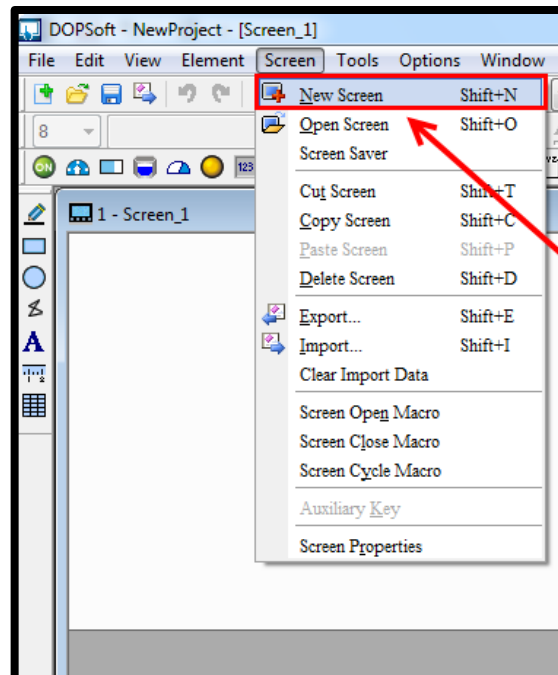 DOPSoft - NewProject - [Screen_1]
File Edit View Element Screen Tools Options Window
New Screen Shift+N
8
Open Screen Shift+O
Screen Saver
ON 123
1 - Screen_1
Cut Screen Shift+T
Copy Screen Shift+C
Paste Screen Shift+P
Delete Screen Shift+D
Export... Shift+E
A
Import... Shift+I
Clear Import Data
Screen Open Macro
Screen Close Macro
Screen Cycle Macro
Auxiliary Key
Screen Properties